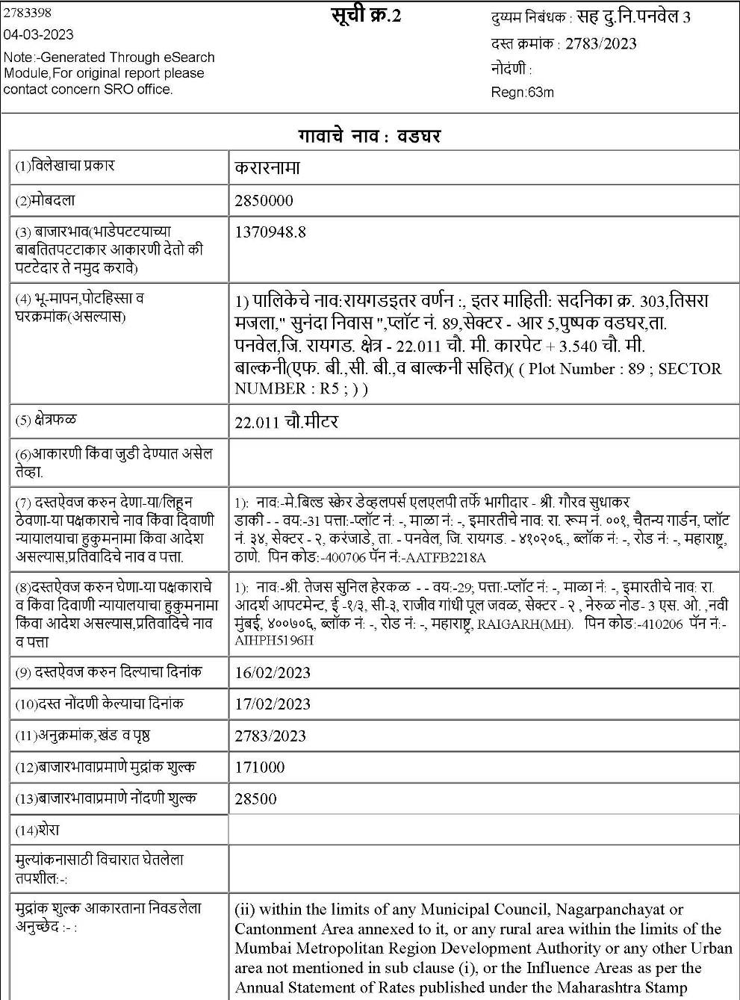 2783398
04-03-2023
Note:-Generated Through eSearch
Module,For original report please
contact concern SRO office.
सूची क्र.2
दुय्यम निबंधक : सह दु.नि.पनवेल 3
दस्त क्रमांक : 2783/2023
नोदंणी :
Regn:63m
गावाचे नाव : वडघर
(1)विलेखाचा प्रकार
करारनामा
(2)मोबदला
2850000
(3) बाजारभाव(भाडेपटटयाच्या
बाबतितपटटाकार आकारणी देतो की
पटटेदार ते नमुद करावे)
1370948.8
(4) भू-मापन,पोटहिस्सा व
घरक्रमांक(असल्यास)
1) पालिकेचे नाव:रायगडइतर वर्णन :, इतर माहिती: सदनिका क्र. 303,तिसरा
मजला," सुनंदा निवास ",प्लॉट नं. 89,सेक्टर - आर 5,पुष्पक वडघर,ता.
पनवेल,जि. रायगड. क्षेत्र - 22.011 चौ. मी. कारपेट + 3.540 चौ. मी.
बाल्कनी(एफ. बी.,सी. बी.,व बाल्कनी सहित)( ( Plot Number : 89 ; SECTOR
NUMBER : R5 ; ) )
(5) क्षेत्रफळ
22.011 चौ.मीटर
(6)आकारणी किंवा जुडी देण्यात असेल
तेव्हा.
(7) दस्तऐवज करुन देणा-या/लिहून
ठेवणा-या पक्षकाराचे नाव किंवा दिवाणी
न्यायालयाचा हुकुमनामा किंवा आदेश
असल्यास,प्रतिवादिचे नाव व पत्ता.
1): नाव:-मे.बिल्ड स्केर डेव्हलपर्स एलएलपी तर्फे भागीदार - श्री. गौरव सुधाकर
डाकी - - वय:-31 पत्ता:-प्लॉट नं: -, माळा नं: -, इमारतीचे नाव: रा. रूम नं. ००१, चैतन्य गार्डन, प्लॉट
नं. ३४, सेक्टर - २, करंजाडे, ता. - पनवेल, जि. रायगड. - ४१०२०६., ब्लॉक नं: -, रोड नं: -, महाराष्ट्र,
ठाणे. पिन कोड:-400706 पॅन नं:-AATFB2218A
(8)दस्तऐवज करुन घेणा-या पक्षकाराचे
व किंवा दिवाणी न्यायालयाचा हुकुमनामा
किंवा आदेश असल्यास,प्रतिवादिचे नाव
व पत्ता
1): नाव:-श्री. तेजस सुनिल हेरकळ - - वय:-29; पत्ता:-प्लॉट नं: -, माळा नं: -, इमारतीचे नाव: रा.
आदर्श आपटमेन्ट, ई -१/३, सी-३, राजीव गांधी पूल जवळ, सेक्टर - २ , नेरुळ नोड- 3 एस. ओ. ,नवी
मुंबई, ४००७०६, ब्लॉक नं: -, रोड नं: -, महाराष्ट्र, RAIGARH(MH). पिन कोड:-410206 पॅन नं:-
AIHPH5196H
(9) दस्तऐवज करुन दिल्याचा दिनांक
16/02/2023
(10)दस्त नोंदणी केल्याचा दिनांक
17/02/2023
(11)अनुक्रमांक,खंड व पृष्ठ
2783/2023
(12)बाजारभावाप्रमाणे मुद्रांक शुल्क
171000
(13)बाजारभावाप्रमाणे नोंदणी शुल्क
28500
(14)शेरा
मुल्यांकनासाठी विचारात घेतलेला
तपशील:-:
मुद्रांक शुल्क आकारताना निवडलेला
अनुच्छेद :- :
(ii) within the limits of any Municipal Council, Nagarpanchayat or
Cantonment Area annexed to it, or any rural area within the limits of the
Mumbai Metropolitan Region Development Authority or any other Urban
area not mentioned in sub clause (i), or the Influence Areas as per the
Annual Statement of Rates published under the Maharashtra Stamp